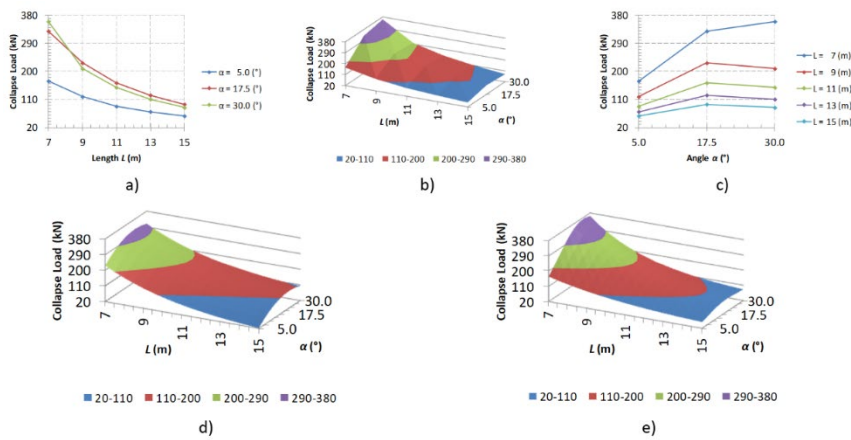 380
290
200
110
20
Collapse Load (kN)
7 9 11 13 15
Length L (m)
α = 5.0 (°)
α = 17.5 (°)
α = 30.0 (°)
a)
380
290
200
110
20
Collapse Load (kN)
7 9 11 13 15
L (m)
30.0
17.5
5.0
α (°)
20-110 110-200 200-290 290-380
b)
380
290
200
110
20
Collapse Load (kN)
5.0 17.5 30.0
Angle α (°)
L = 7 (m)
L = 9 (m)
L = 11 (m)
L = 13 (m)
L = 15 (m)
c)
380
290
200
110
20
Collapse Load (kN)
7 9 11 13 15
L (m)
30.0
17.5
5.0
α (°)
20-110 110-200 200-290 290-380
d)
380
290
200
110
20
Collapse Load (kN)
7 9 11 13 15
L (m)
30.0
17.5
5.0
α (°)
20-110 110-200 200-290 290-380
e)